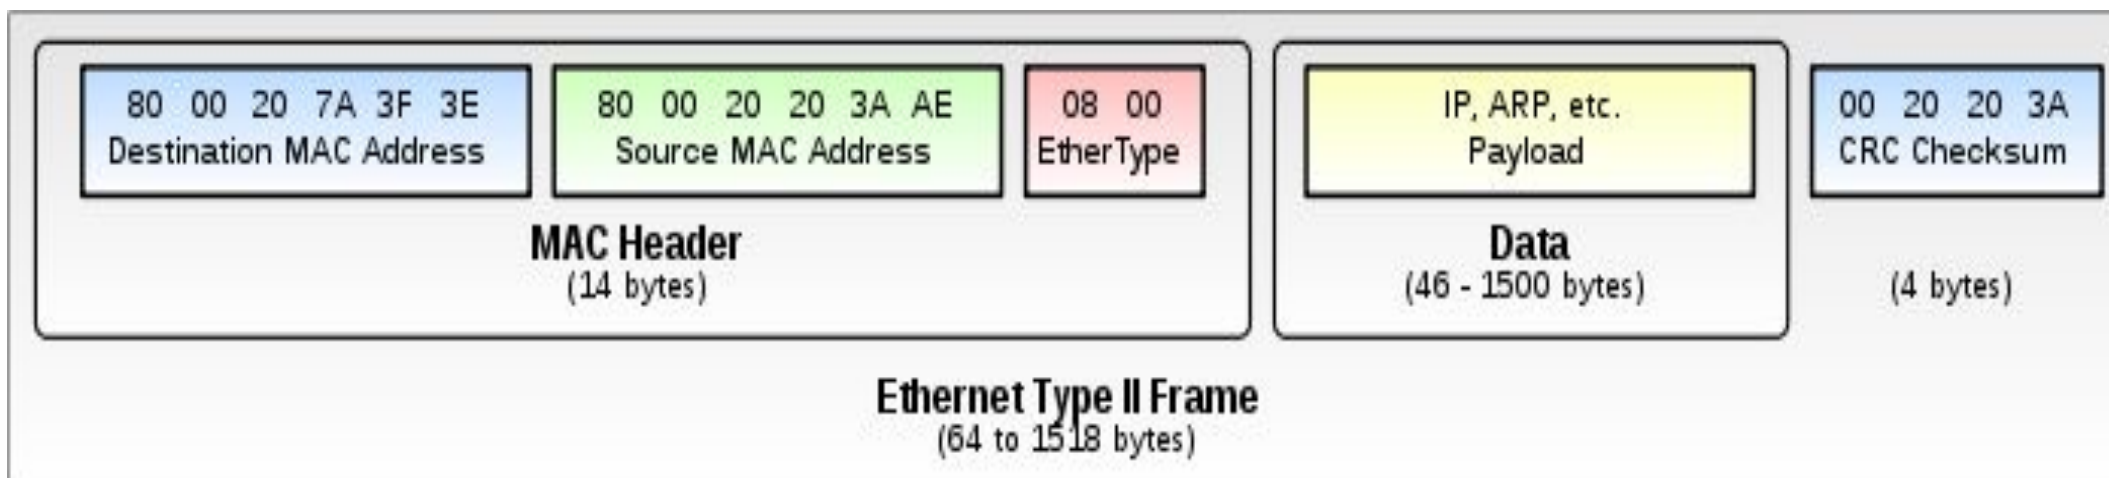 80 00 20 7A 3F 3E
Destination MAC Address
80 00 20 20 3A AE
Source MAC Address
08 00
EtherType
MAC Header
(14 bytes)
IP, ARP, etc.
Payload
Data
(46 - 1500 bytes)
00 20 20 3A
CRC Checksum
(4 bytes)
Ethernet Type II Frame
(64 to 1518 bytes)